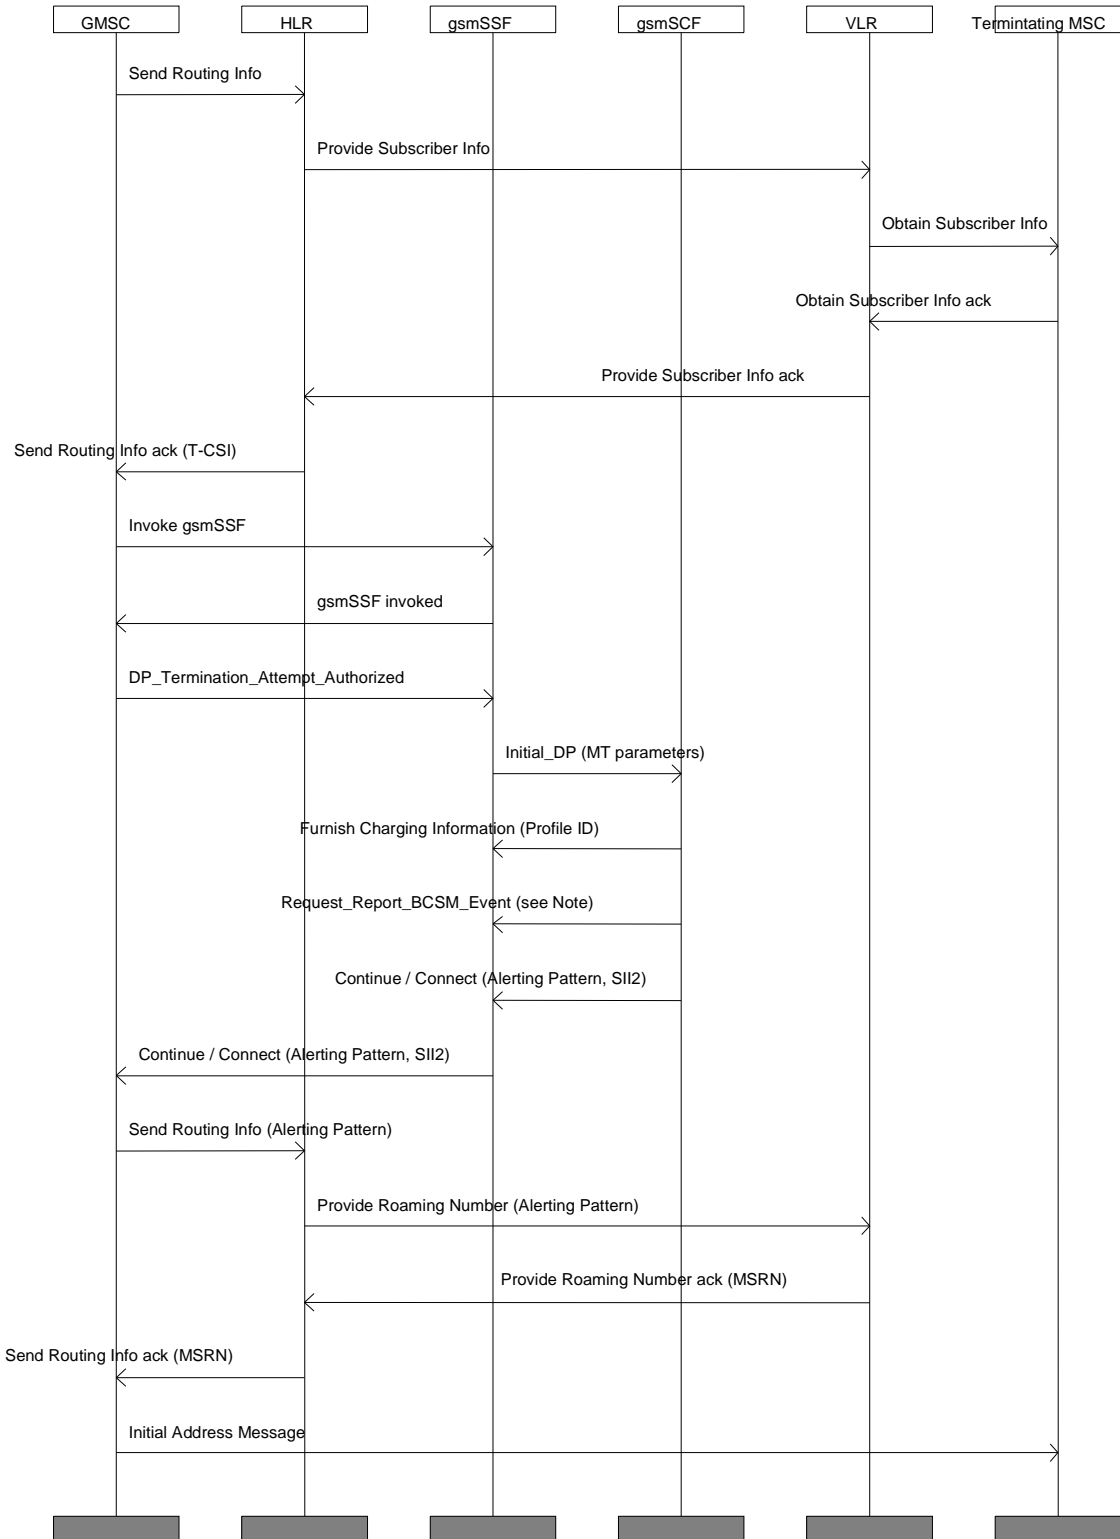 GMSC HLR gsmSSF gsmSCF VLR Termintating MSC
Send Routing Info
Provide Subscriber Info
Obtain Subscriber Info
Obtain Subscriber Info ack
Provide Subscriber Info ack
Send Routing Info ack (T-CSI)
Invoke gsmSSF
gsmSSF invoked
DP_Termination_Attempt_Authorized
Initial_DP (MT parameters)
Furnish Charging Information (Profile ID)
Request_Report_BCSM_Event (see Note)
Continue / Connect (Alerting Pattern, SII2)
Continue / Connect (Alerting Pattern, SII2)
Send Routing Info (Alerting Pattern)
Provide Roaming Number (Alerting Pattern)
Provide Roaming Number ack (MSRN)
Send Routing Info ack (MSRN)
Initial Address Message